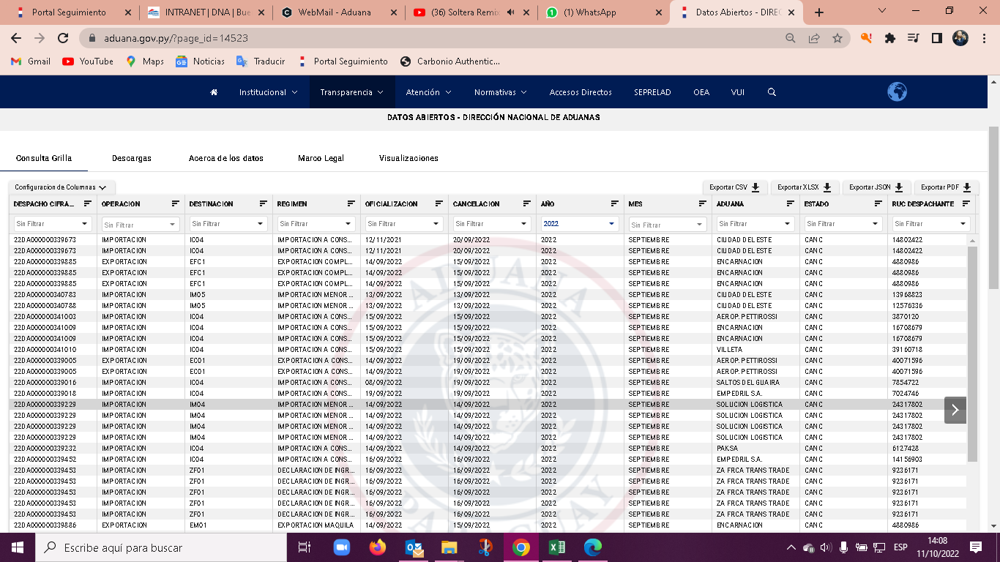 Portal Seguimiento
INTRANET | DNA | Bue
WebMail - Aduana
(36) Soltera Remix
(1) WhatsApp
Datos Abiertos - DIREC
aduana.gov.py/?page_id=14523
Gmail YouTube Maps Noticias Traducir Portal Seguimiento Carbonio Authentic...
Institucional Transparencia Atención Normativas Accesos Directos SEPRELAD OEA VUI
DATOS ABIERTOS - DIRECCIÓN NACIONAL DE ADUANAS
Consulta Grilla Descargas Acerca de los datos Marco Legal Visualizaciones
Configuracion de Columnas Exportar CSV Exportar XLSX Exportar JSON Exportar PDF
DESPACHO CIFRA... OPERACION DESTINACION REGIMEN OFICIALIZACION CANCELACION AÑO MES ADUANA ESTADO RUC DESPACHANTE
Sin Filtrar Sin Filtrar Sin Filtrar Sin Filtrar Sin Filtrar Sin Filtrar 2022 Sin Filtrar Sin Filtrar Sin Filtrar Sin Filtrar
22DA000000339673 IMPORTACION IC04 IMPORTACION A CONS... 12/11/2021 20/09/2022 2022 SEPTIEMBRE CIUDAD DEL ESTE CANC 14802422
22DA000000339673 IMPORTACION IC04 IMPORTACION A CONS... 12/11/2021 20/09/2022 2022 SEPTIEMBRE CIUDAD DEL ESTE CANC 14802422
22DA000000339885 EXPORTACION EFC1 EXPORTACION COMPL... 14/09/2022 15/09/2022 2022 SEPTIEMBRE ENCARNACION CANC 4880986
22DA000000339885 EXPORTACION EFC1 EXPORTACION COMPL... 14/09/2022 15/09/2022 2022 SEPTIEMBRE ENCARNACION CANC 4880986
22DA000000339885 EXPORTACION EFC1 EXPORTACION COMPL... 14/09/2022 15/09/2022 2022 SEPTIEMBRE ENCARNACION CANC 4880986
22DA000000340783 IMPORTACION IM05 IMPORTACION MENOR ... 13/09/2022 13/09/2022 2022 SEPTIEMBRE CIUDAD DEL ESTE CANC 13968823
22DA000000340788 IMPORTACION IM05 IMPORTACION MENOR ... 13/09/2022 13/09/2022 2022 SEPTIEMBRE CIUDAD DEL ESTE CANC 12576336
22DA000000341003 IMPORTACION IC04 IMPORTACION A CONS... 15/09/2022 15/09/2022 2022 SEPTIEMBRE AEROP. PETTIROSSI CANC 3870120
22DA000000341009 IMPORTACION IC04 IMPORTACION A CONS... 15/09/2022 15/09/2022 2022 SEPTIEMBRE ENCARNACION CANC 16708679
22DA000000341009 IMPORTACION IC04 IMPORTACION A CONS... 15/09/2022 15/09/2022 2022 SEPTIEMBRE ENCARNACION CANC 16708679
22DA000000341010 IMPORTACION IC04 IMPORTACION A CONS... 15/09/2022 15/09/2022 2022 SEPTIEMBRE VILLETA CANC 39160718
22DA000000339005 EXPORTACION EC01 EXPORTACION A CONS... 14/09/2022 19/09/2022 2022 SEPTIEMBRE AEROP. PETTIROSSI CANC 40071596
22DA000000339005 EXPORTACION EC01 EXPORTACION A CONS... 14/09/2022 19/09/2022 2022 SEPTIEMBRE AEROP. PETTIROSSI CANC 40071596
22DA000000339016 IMPORTACION IC04 IMPORTACION A CONS... 08/09/2022 19/09/2022 2022 SEPTIEMBRE SALTOS DEL GUAIRA CANC 7854722
22DA000000339018 IMPORTACION IC04 IMPORTACION A CONS... 14/09/2022 19/09/2022 2022 SEPTIEMBRE EMPEDRIL S.A. CANC 7024746
22DA000000339229 IMPORTACION IM04 IMPORTACION MENOR ... 14/09/2022 14/09/2022 2022 SEPTIEMBRE SOLUCION LOGISTICA CANC 24317802
22DA000000339229 IMPORTACION IM04 IMPORTACION MENOR ... 14/09/2022 14/09/2022 2022 SEPTIEMBRE SOLUCION LOGISTICA CANC 24317802
22DA000000339229 IMPORTACION IM04 IMPORTACION MENOR ... 14/09/2022 14/09/2022 2022 SEPTIEMBRE SOLUCION LOGISTICA CANC 24317802
22DA000000339229 IMPORTACION IM04 IMPORTACION MENOR ... 14/09/2022 14/09/2022 2022 SEPTIEMBRE SOLUCION LOGISTICA CANC 24317802
22DA000000339232 IMPORTACION IC04 IMPORTACION A CONS... 14/09/2022 14/09/2022 2022 SEPTIEMBRE PAKSA CANC 6127428
22DA000000339452 IMPORTACION IC04 IMPORTACION A CONS... 14/09/2022 16/09/2022 2022 SEPTIEMBRE EMPEDRIL S.A. CANC 14156903
22DA000000339453 IMPORTACION ZF01 DECLARACION DE INGR... 16/09/2022 16/09/2022 2022 SEPTIEMBRE ZA FRCA TRANS TRADE CANC 9236171
22DA000000339453 IMPORTACION ZF01 DECLARACION DE INGR... 16/09/2022 16/09/2022 2022 SEPTIEMBRE ZA FRCA TRANS TRADE CANC 9236171
22DA000000339453 IMPORTACION ZF01 DECLARACION DE INGR... 16/09/2022 16/09/2022 2022 SEPTIEMBRE ZA FRCA TRANS TRADE CANC 9236171
22DA000000339453 IMPORTACION ZF01 DECLARACION DE INGR... 16/09/2022 16/09/2022 2022 SEPTIEMBRE ZA FRCA TRANS TRADE CANC 9236171
22DA000000339453 IMPORTACION ZF01 DECLARACION DE INGR... 16/09/2022 16/09/2022 2022 SEPTIEMBRE ZA FRCA TRANS TRADE CANC 9236171
22DA000000339886 EXPORTACION EM01 EXPORTACION MAQUILA 14/09/2022 15/09/2022 2022 SEPTIEMBRE ENCARNACION CANC 4880986
Escribe aquí para buscar
ESP
14:08
11/10/2022